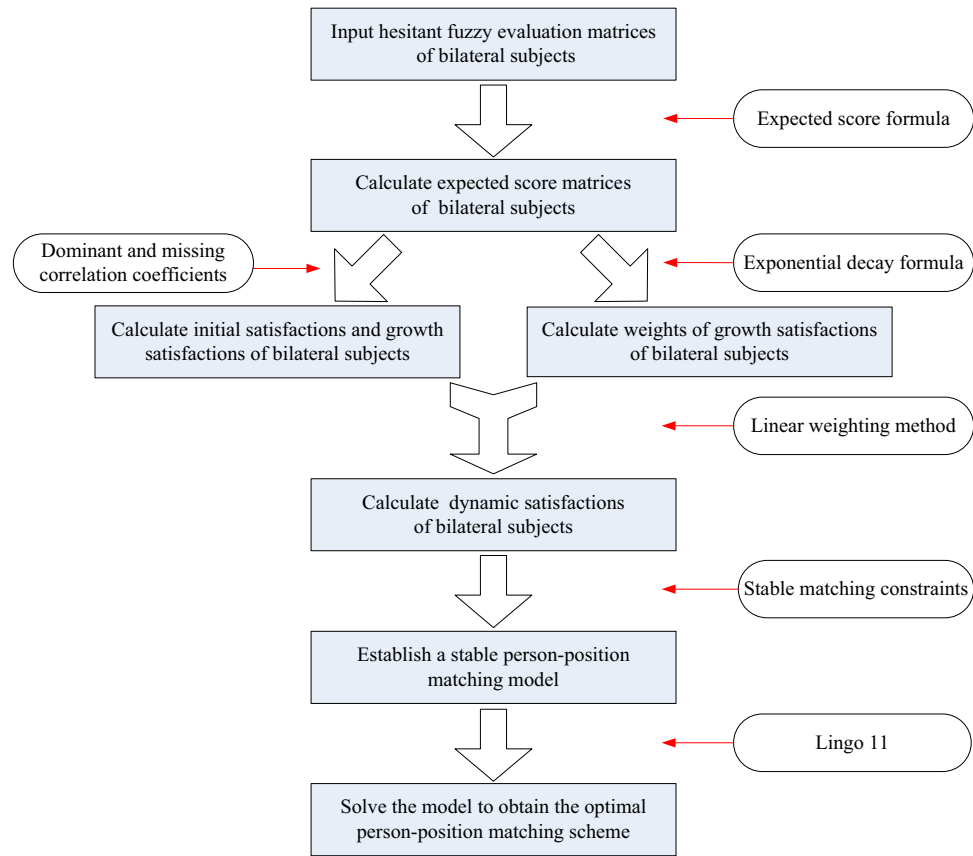 Input hesitant fuzzy evaluation matrices
of bilateral subjects
Expected score formula
Calculate expected score matrices
of bilateral subjects
Dominant and missing
correlation coefficients
Exponential decay formula
Calculate initial satisfactions and growth
satisfactions of bilateral subjects
Calculate weights of growth satisfactions
of bilateral subjects
Linear weighting method
Calculate dynamic satisfactions
of bilateral subjects
Stable matching constraints
Establish a stable person-position
matching model
Lingo 11
Solve the model to obtain the optimal
person-position matching scheme